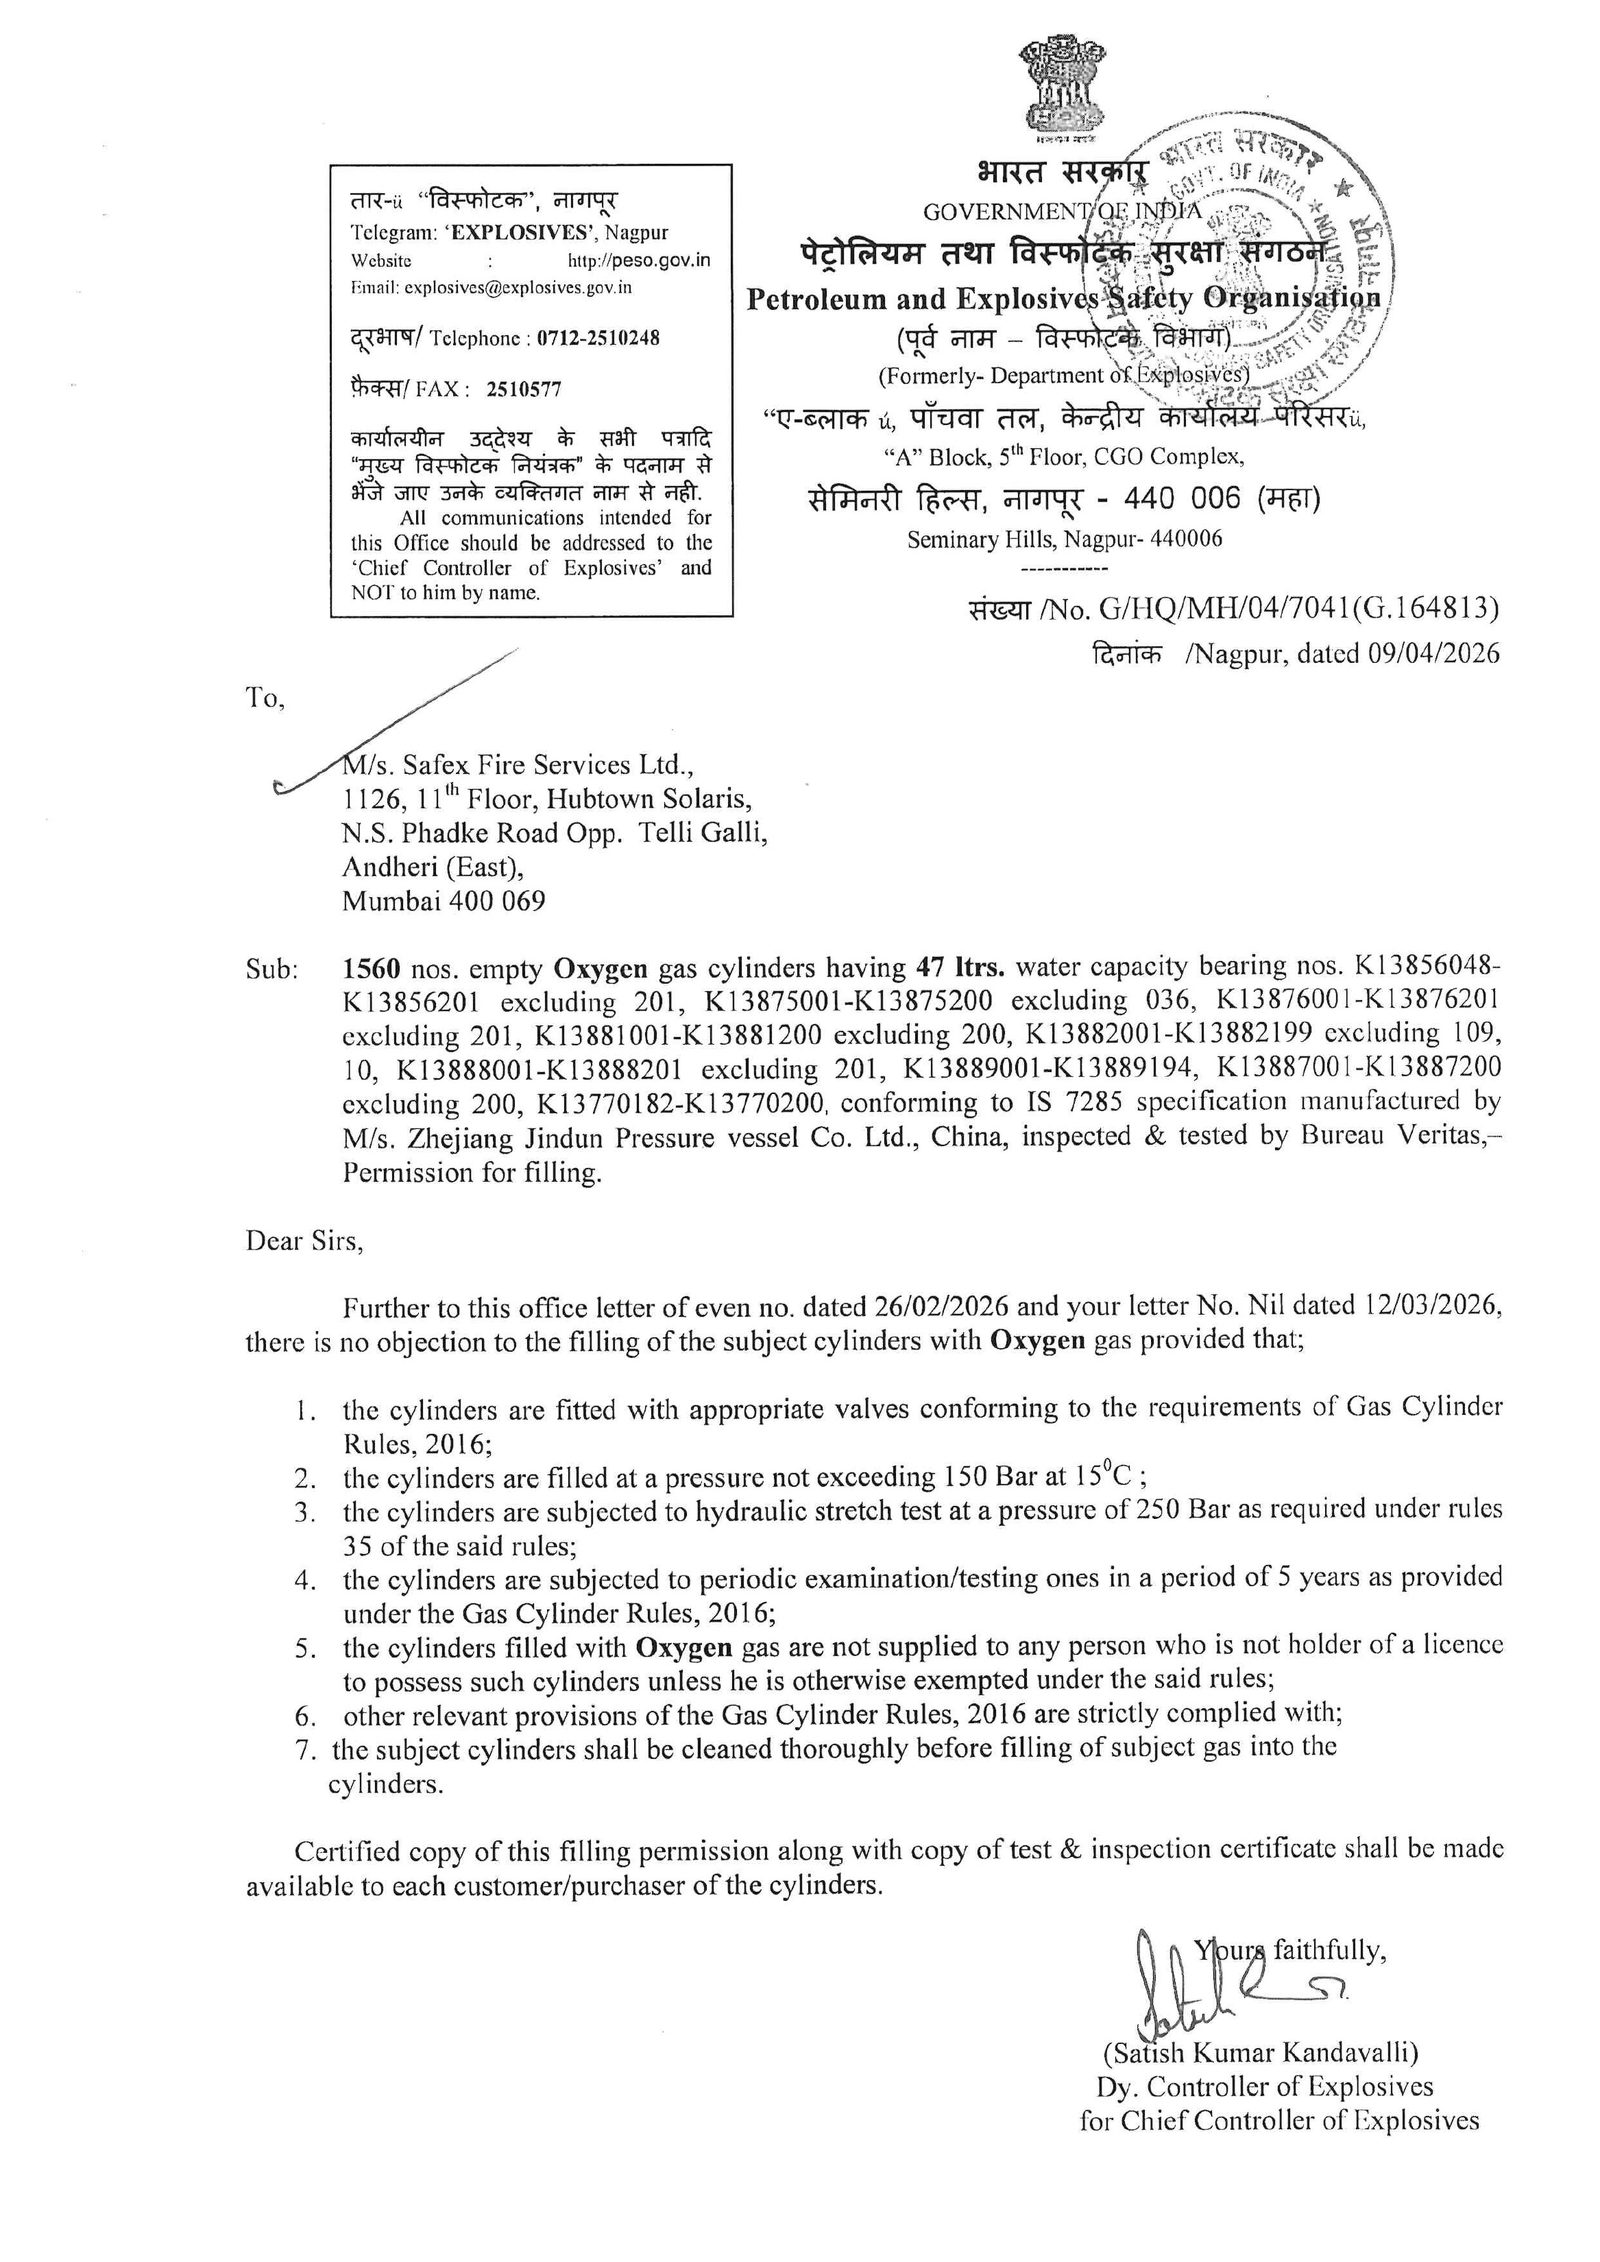 भारत सरकार
GOVERNMENT OF INDIA
पेट्रोलियम तथा विस्फोटक सुरक्षा संगठन
Petroleum and Explosives Safety Organisation
(पूर्व नाम – विस्फोटक विभाग)
(Formerly- Department of Explosives)
"ए-ब्लाक ú, पाँचवा तल, केन्द्रीय कार्यालय परिसरü,
“A” Block, 5th Floor, CGO Complex,
सेमिनरी हिल्स, नागपूर - 440 006 (महा)
Seminary Hills, Nagpur- 440006
-----------
तार-ü “विस्फोटक”, नागपूर
Telegram: ‘EXPLOSIVES’, Nagpur
Website : http://peso.gov.in
Email: explosives@explosives.gov.in
दूरभाष/ Telephone : 0712-2510248
फैक्स/ FAX : 2510577
कार्यालयीन उद्देश्य के सभी पत्रादि
"मुख्य विस्फोटक नियंत्रक" के पदनाम से
भेंजे जाए उनके व्यक्तिगत नाम से नही.
All communications intended for
this Office should be addressed to the
‘Chief Controller of Explosives’ and
NOT to him by name.
भारत सरकार
GOVT. OF INDIA
संख्या /No. G/HQ/MH/04/7041(G.164813)
दिनांक /Nagpur, dated 09/04/2026
To,
M/s. Safex Fire Services Ltd.,
1126, 11th Floor, Hubtown Solaris,
N.S. Phadke Road Opp. Telli Galli,
Andheri (East),
Mumbai 400 069
Sub: 1560 nos. empty Oxygen gas cylinders having 47 ltrs. water capacity bearing nos. K13856048-
K13856201 excluding 201, K13875001-K13875200 excluding 036, K13876001-K13876201
excluding 201, K13881001-K13881200 excluding 200, K13882001-K13882199 excluding 109,
10, K13888001-K13888201 excluding 201, K13889001-K13889194, K13887001-K13887200
excluding 200, K13770182-K13770200, conforming to IS 7285 specification manufactured by
M/s. Zhejiang Jindun Pressure vessel Co. Ltd., China, inspected & tested by Bureau Veritas,–
Permission for filling.
Dear Sirs,
Further to this office letter of even no. dated 26/02/2026 and your letter No. Nil dated 12/03/2026,
there is no objection to the filling of the subject cylinders with Oxygen gas provided that;
1. the cylinders are fitted with appropriate valves conforming to the requirements of Gas Cylinder
Rules, 2016;
2. the cylinders are filled at a pressure not exceeding 150 Bar at 15⁰C ;
3. the cylinders are subjected to hydraulic stretch test at a pressure of 250 Bar as required under rules
35 of the said rules;
4. the cylinders are subjected to periodic examination/testing ones in a period of 5 years as provided
under the Gas Cylinder Rules, 2016;
5. the cylinders filled with Oxygen gas are not supplied to any person who is not holder of a licence
to possess such cylinders unless he is otherwise exempted under the said rules;
6. other relevant provisions of the Gas Cylinder Rules, 2016 are strictly complied with;
7. the subject cylinders shall be cleaned thoroughly before filling of subject gas into the
cylinders.
Certified copy of this filling permission along with copy of test & inspection certificate shall be made
available to each customer/purchaser of the cylinders.
Yours faithfully,
(Satish Kumar Kandavalli)
Dy. Controller of Explosives
for Chief Controller of Explosives